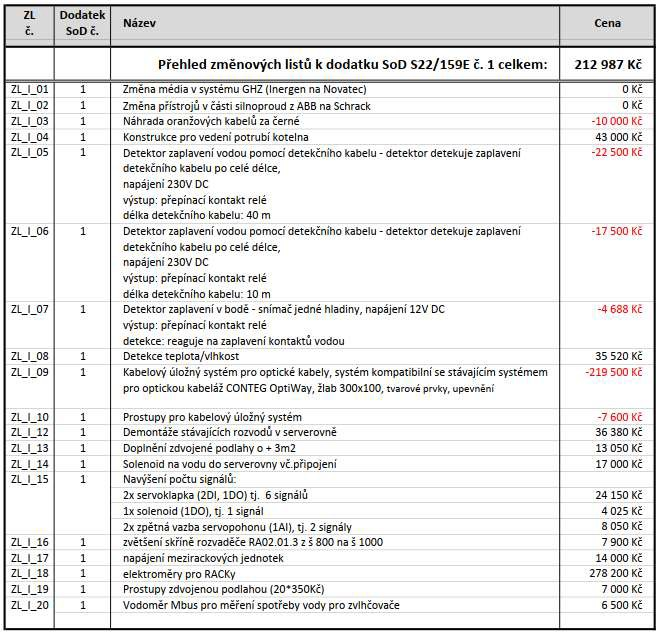 ZL č. Dodatek SoD č. Název Cena
Přehled změnových listů k dodatku SoD S22/159E č. 1 celkem: 212 987 Kč
ZL_I_01 1 Změna média v systému GHZ (Inergen na Novatec) 0 Kč
ZL_I_02 1 Změna přístrojů v části silnoproud z ABB na Schrack 0 Kč
ZL_I_03 1 Náhrada oranžových kabelů za černé -10 000 Kč
ZL_I_04 1 Konstrukce pro vedení potrubí kotelna 43 000 Kč
ZL_I_05 1 Detektor zaplavení vodou pomocí detekčního kabelu - detektor detekuje zaplavení -22 500 Kč
detekčního kabelu po celé délce,
napájení 230V DC
výstup: přepínací kontakt relé
délka detekčního kabelu: 40 m
ZL_I_06 1 Detektor zaplavení vodou pomocí detekčního kabelu - detektor detekuje zaplavení -17 500 Kč
detekčního kabelu po celé délce,
napájení 230V DC
výstup: přepínací kontakt relé
délka detekčního kabelu: 10 m
ZL_I_07 1 Detektor zaplavení v bodě - snímač jedné hladiny, napájení 12V DC -4 688 Kč
výstup: přepínací kontakt relé
detekce: reaguje na zaplavení kontaktů vodou
ZL_I_08 1 Detekce teplota/vlhkost 35 520 Kč
ZL_I_09 1 Kabelový úložný systém pro optické kabely, systém kompatibilní se stávajícím systémem -219 500 Kč
pro optickou kabeláž CONTEG OptiWay, žlab 300x100, tvarové prvky, upevnění
ZL_I_10 1 Prostupy pro kabelový úložný systém -7 600 Kč
ZL_I_12 1 Demontáže stávajících rozvodů v serverovně 36 380 Kč
ZL_I_13 1 Doplnění zdvojené podlahy o + 3m2 13 050 Kč
ZL_I_14 1 Solenoid na vodu do serverovny vč.připojení 17 000 Kč
ZL_I_15 1 Navýšení počtu signálů:
2x servoklapka (2DI, 1DO) tj. 6 signálů 24 150 Kč
1x solenoid (1DO), tj. 1 signál 4 025 Kč
2x zpětná vazba servopohonu (1AI), tj. 2 signály 8 050 Kč
ZL_I_16 1 zvětšení skříně rozvaděče RA02.01.3 z š 800 na š 1000 7 900 Kč
ZL_I_17 1 napájení mezirackových jednotek 14 000 Kč
ZL_I_18 1 elektroměry pro RACKy 278 200 Kč
ZL_I_19 1 Prostupy zdvojenou podlahou (20*350Kč) 7 000 Kč
ZL_I_20 1 Vodoměr Mbus pro měření spotřeby vody pro zvlhčovače 6 500 Kč